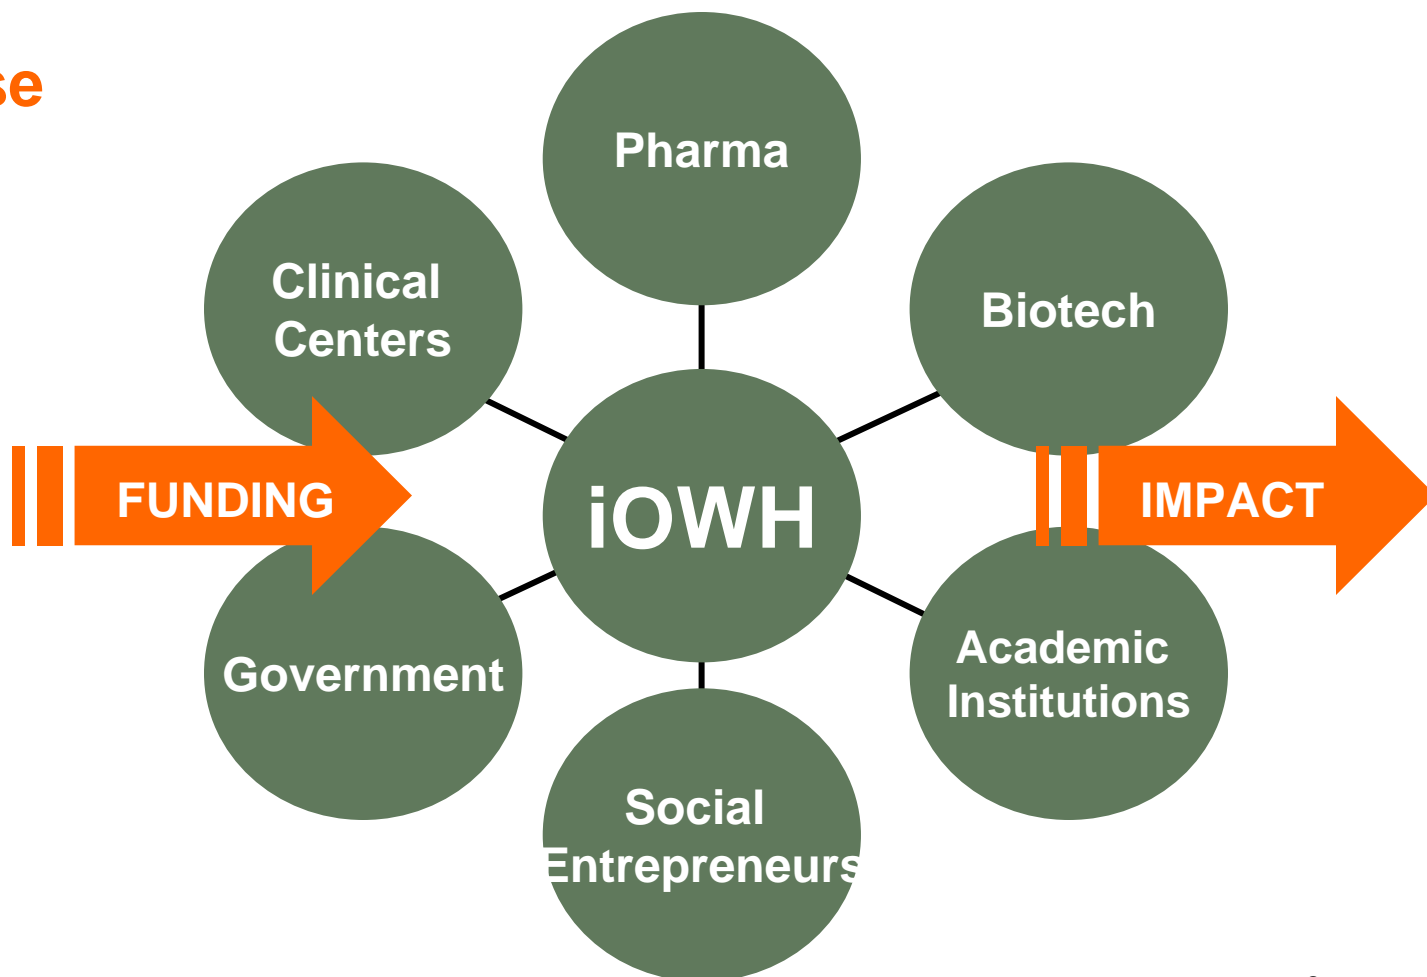 se
Pharma
Clinical
Centers
Biotech
FUNDING
iOWH
IMPACT
Government
Academic
Institutions
Social
Entrepreneurs